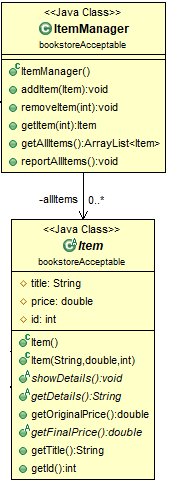 <<Java Class>>
ItemManager
bookstoreAcceptable
ItemManager()
addItem(Item):void
removeItem(int):void
getItem(int):Item
getAllItems():ArrayList<Item>
reportAllItems():void
-allItems 0..*
<<Java Class>>
Item
bookstoreAcceptable
title: String
price: double
id: int
Item()
Item(String,double,int)
showDetails():void
getDetails():String
getOriginalPrice():double
getFinalPrice():double
getTitle():String
getId():int